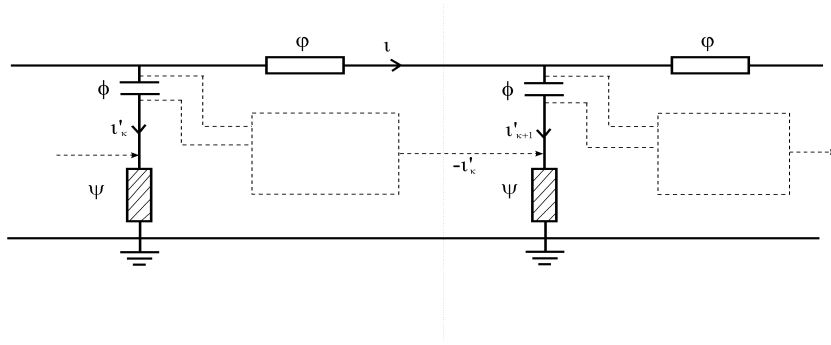 φ ι φ
ϕ ϕ
ι'κ ι'κ+1
-ι'κ
ψ ψ